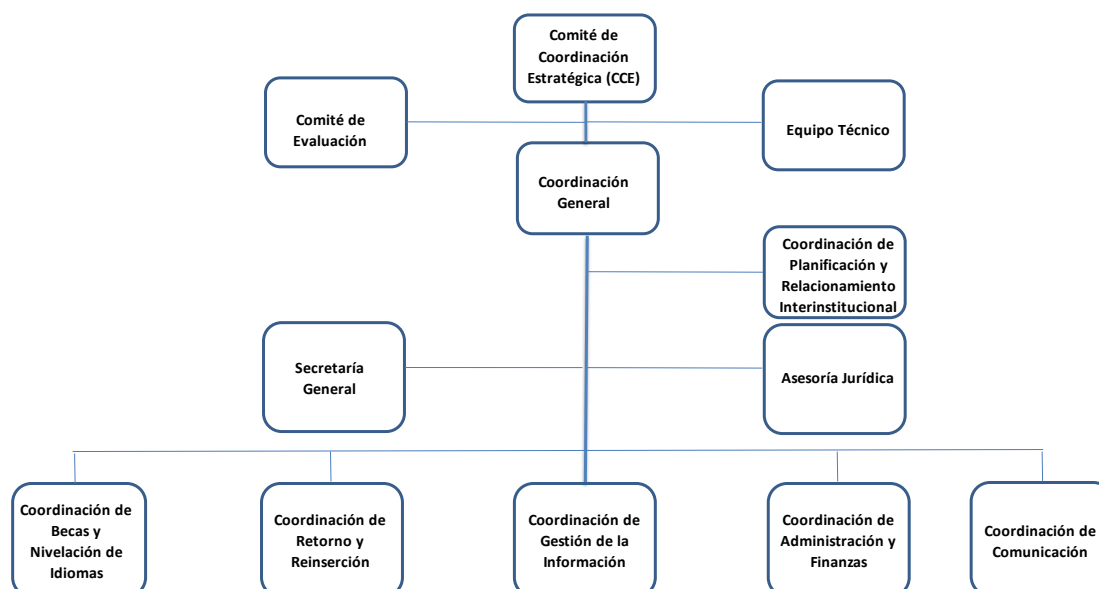 Comité de
Coordinación
Estratégica (CCE)
Comité de
Evaluación
Equipo Técnico
Coordinación
General
Coordinación de
Planificación y
Relacionamiento
Interinstitucional
Secretaría
General
Asesoría Jurídica
Coordinación de
Becas y
Nivelación de
Idiomas
Coordinación de
Retorno y
Reinserción
Coordinación de
Gestión de la
Información
Coordinación de
Administración y
Finanzas
Coordinación de
Comunicación